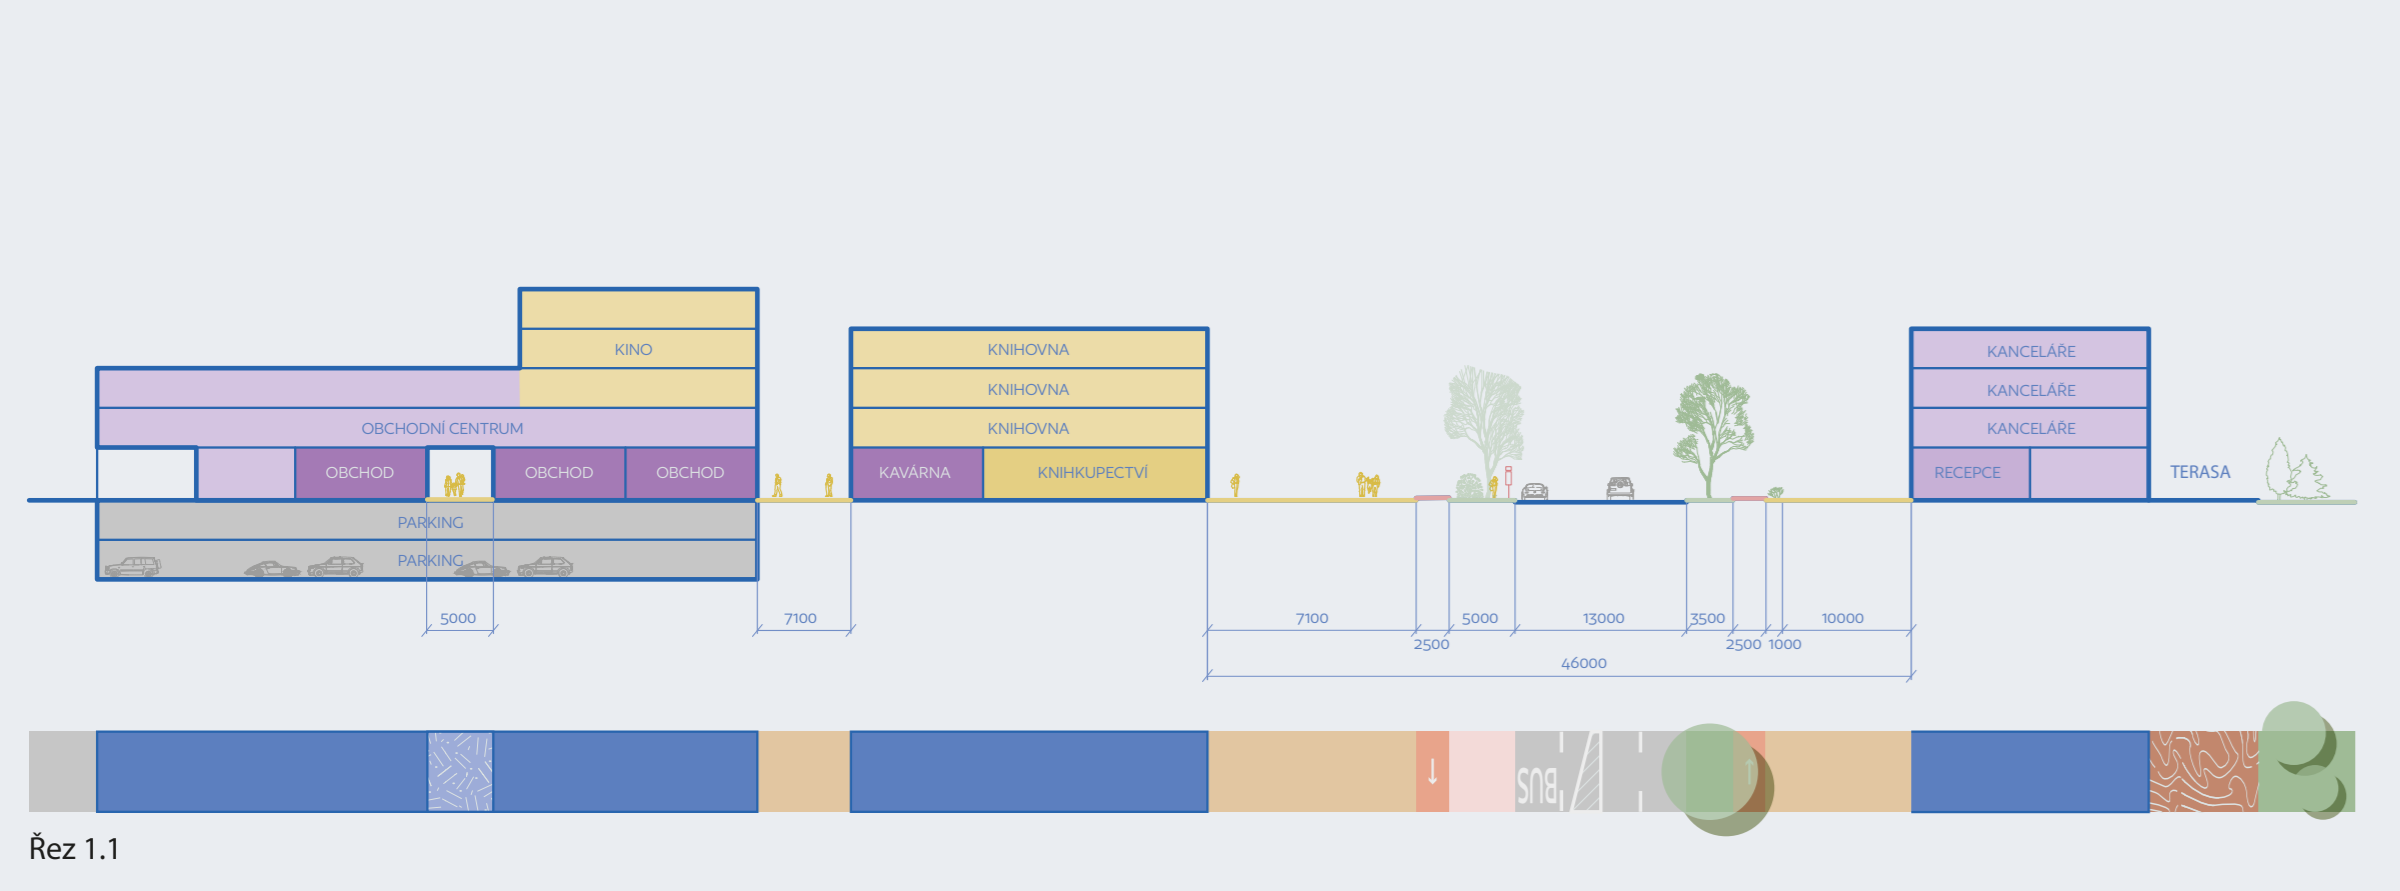 KINO
KNIHOVNA
KANCELÁŘE
KNIHOVNA
KANCELÁŘE
OBCHODNÍ CENTRUM
KNIHOVNA
KANCELÁŘE
OBCHOD
OBCHOD
OBCHOD
KAVÁRNA
KNIHKUPECTVÍ
RECEPCE
TERASA
PARKING
PARKING
5000
7100
7100
5000
13000
3500
10000
2500
2500
1000
46000
BUS
Řez 1.1